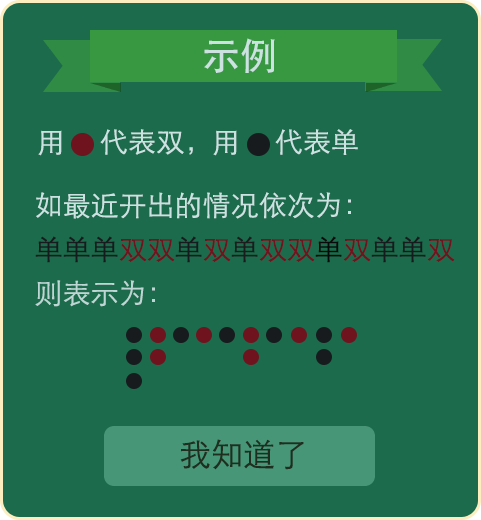 示例
用代表双，用代表单
如最近开出的情况依次为：
单单单双双单双单双双单双单单双
则表示为：
我知道了